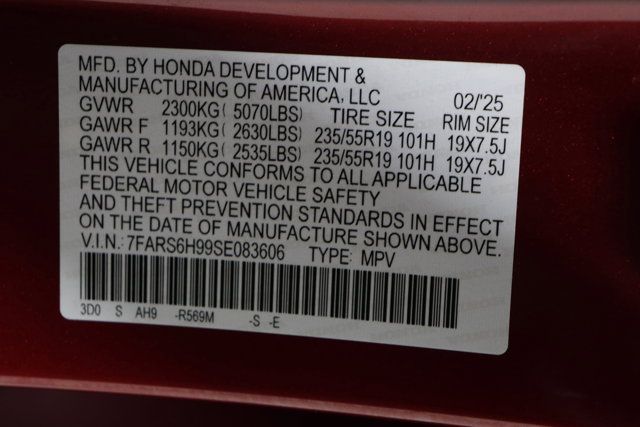 MFD. BY HONDA DEVELOPMENT &
MANUFACTURING OF AMERICA, LLC 02/'25
GVWR 2300KG( 5070LBS) TIRE SIZE RIM SIZE
GAWR F 1193KG( 2630LBS) 235/55R19 101H 19X7.5J
GAWR R 1150KG( 2535LBS) 235/55R19 101H 19X7.5J
THIS VEHICLE CONFORMS TO ALL APPLICABLE
FEDERAL MOTOR VEHICLE SAFETY
AND THEFT PREVENTION STANDARDS IN EFFECT
ON THE DATE OF MANUFACTURE SHOWN ABOVE.
V.I.N.: 7FARS6H99SE083606 TYPE: MPV
3D0 S AH9 -R569M -S -E